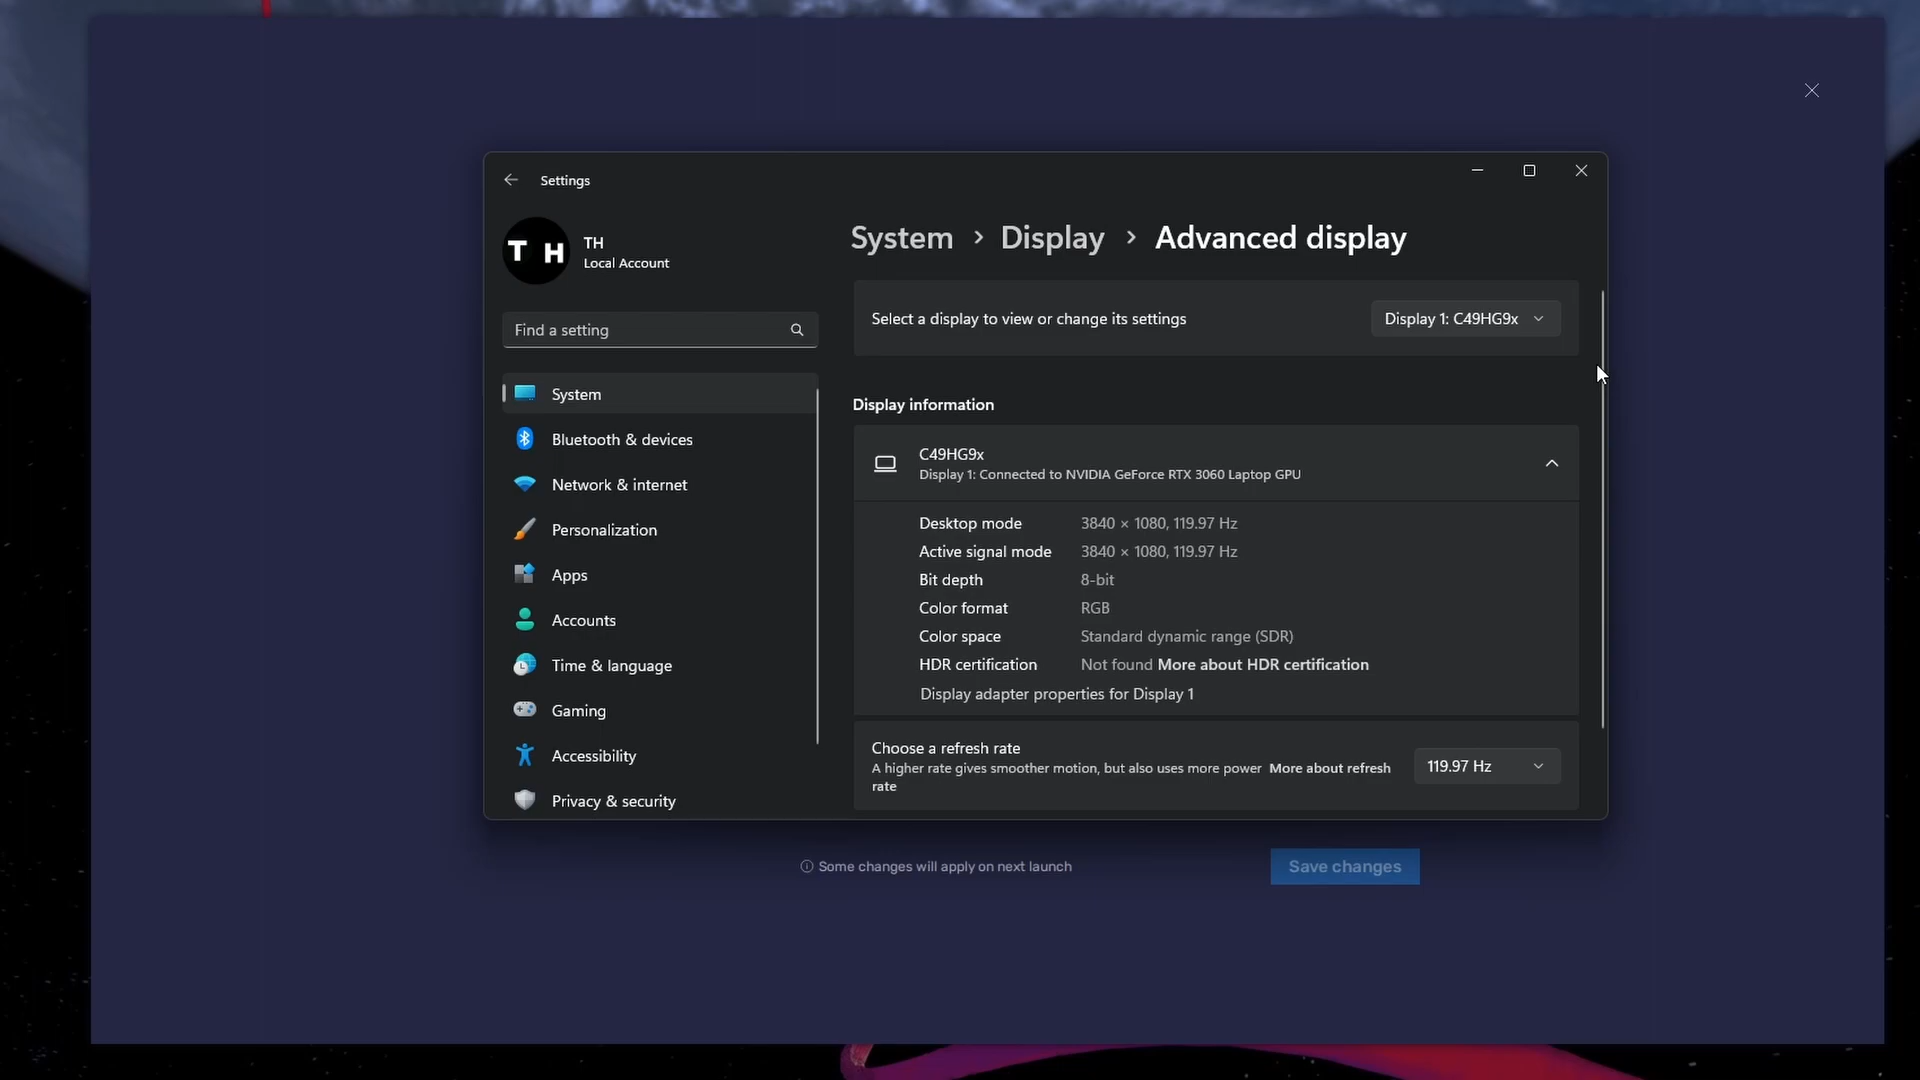 Settings
T H
TH
Local Account
Find a setting
System
Bluetooth & devices
Network & internet
Personalization
Apps
Accounts
Time & language
Gaming
Accessibility
Privacy & security
System > Display > Advanced display
Select a display to view or change its settings
Display 1: C49HG9x
Display information
C49HG9x
Display 1: Connected to NVIDIA GeForce RTX 3060 Laptop GPU
Desktop mode 3840 × 1080, 119.97 Hz
Active signal mode 3840 × 1080, 119.97 Hz
Bit depth 8-bit
Color format RGB
Color space Standard dynamic range (SDR)
HDR certification Not found More about HDR certification
Display adapter properties for Display 1
Choose a refresh rate
A higher rate gives smoother motion, but also uses more power More about refresh
rate
119.97 Hz
Some changes will apply on next launch
Save changes